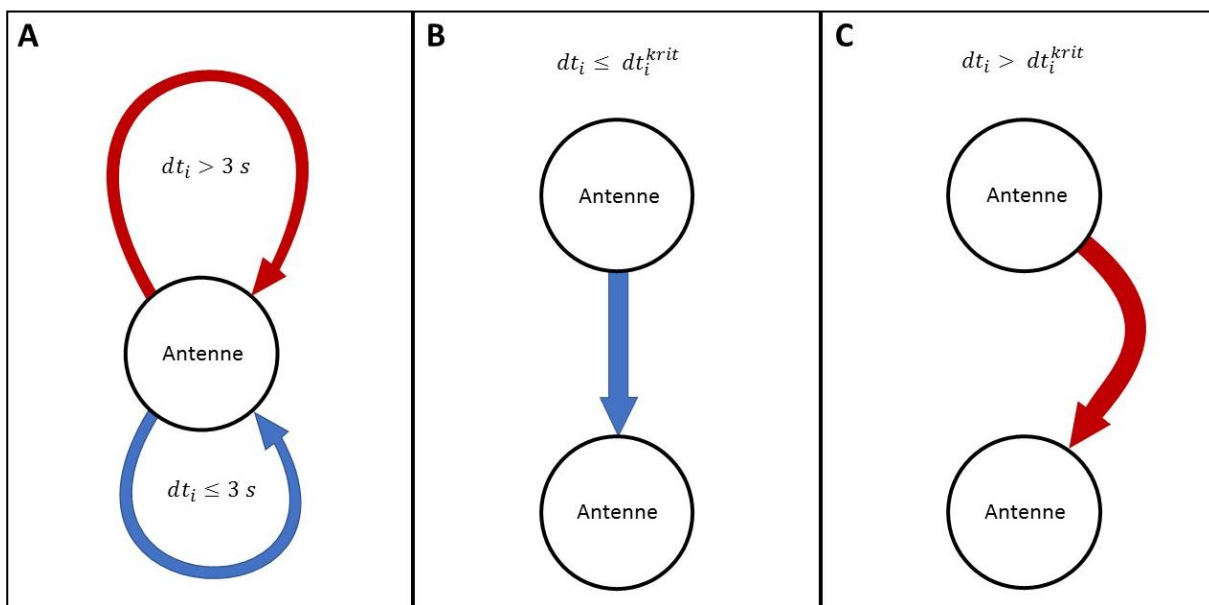 A
dt_i > 3 s
Antenne
dt_i ≤ 3 s
B
dt_i ≤ dt_i^{krit}
Antenne
Antenne
C
dt_i > dt_i^{krit}
Antenne
Antenne